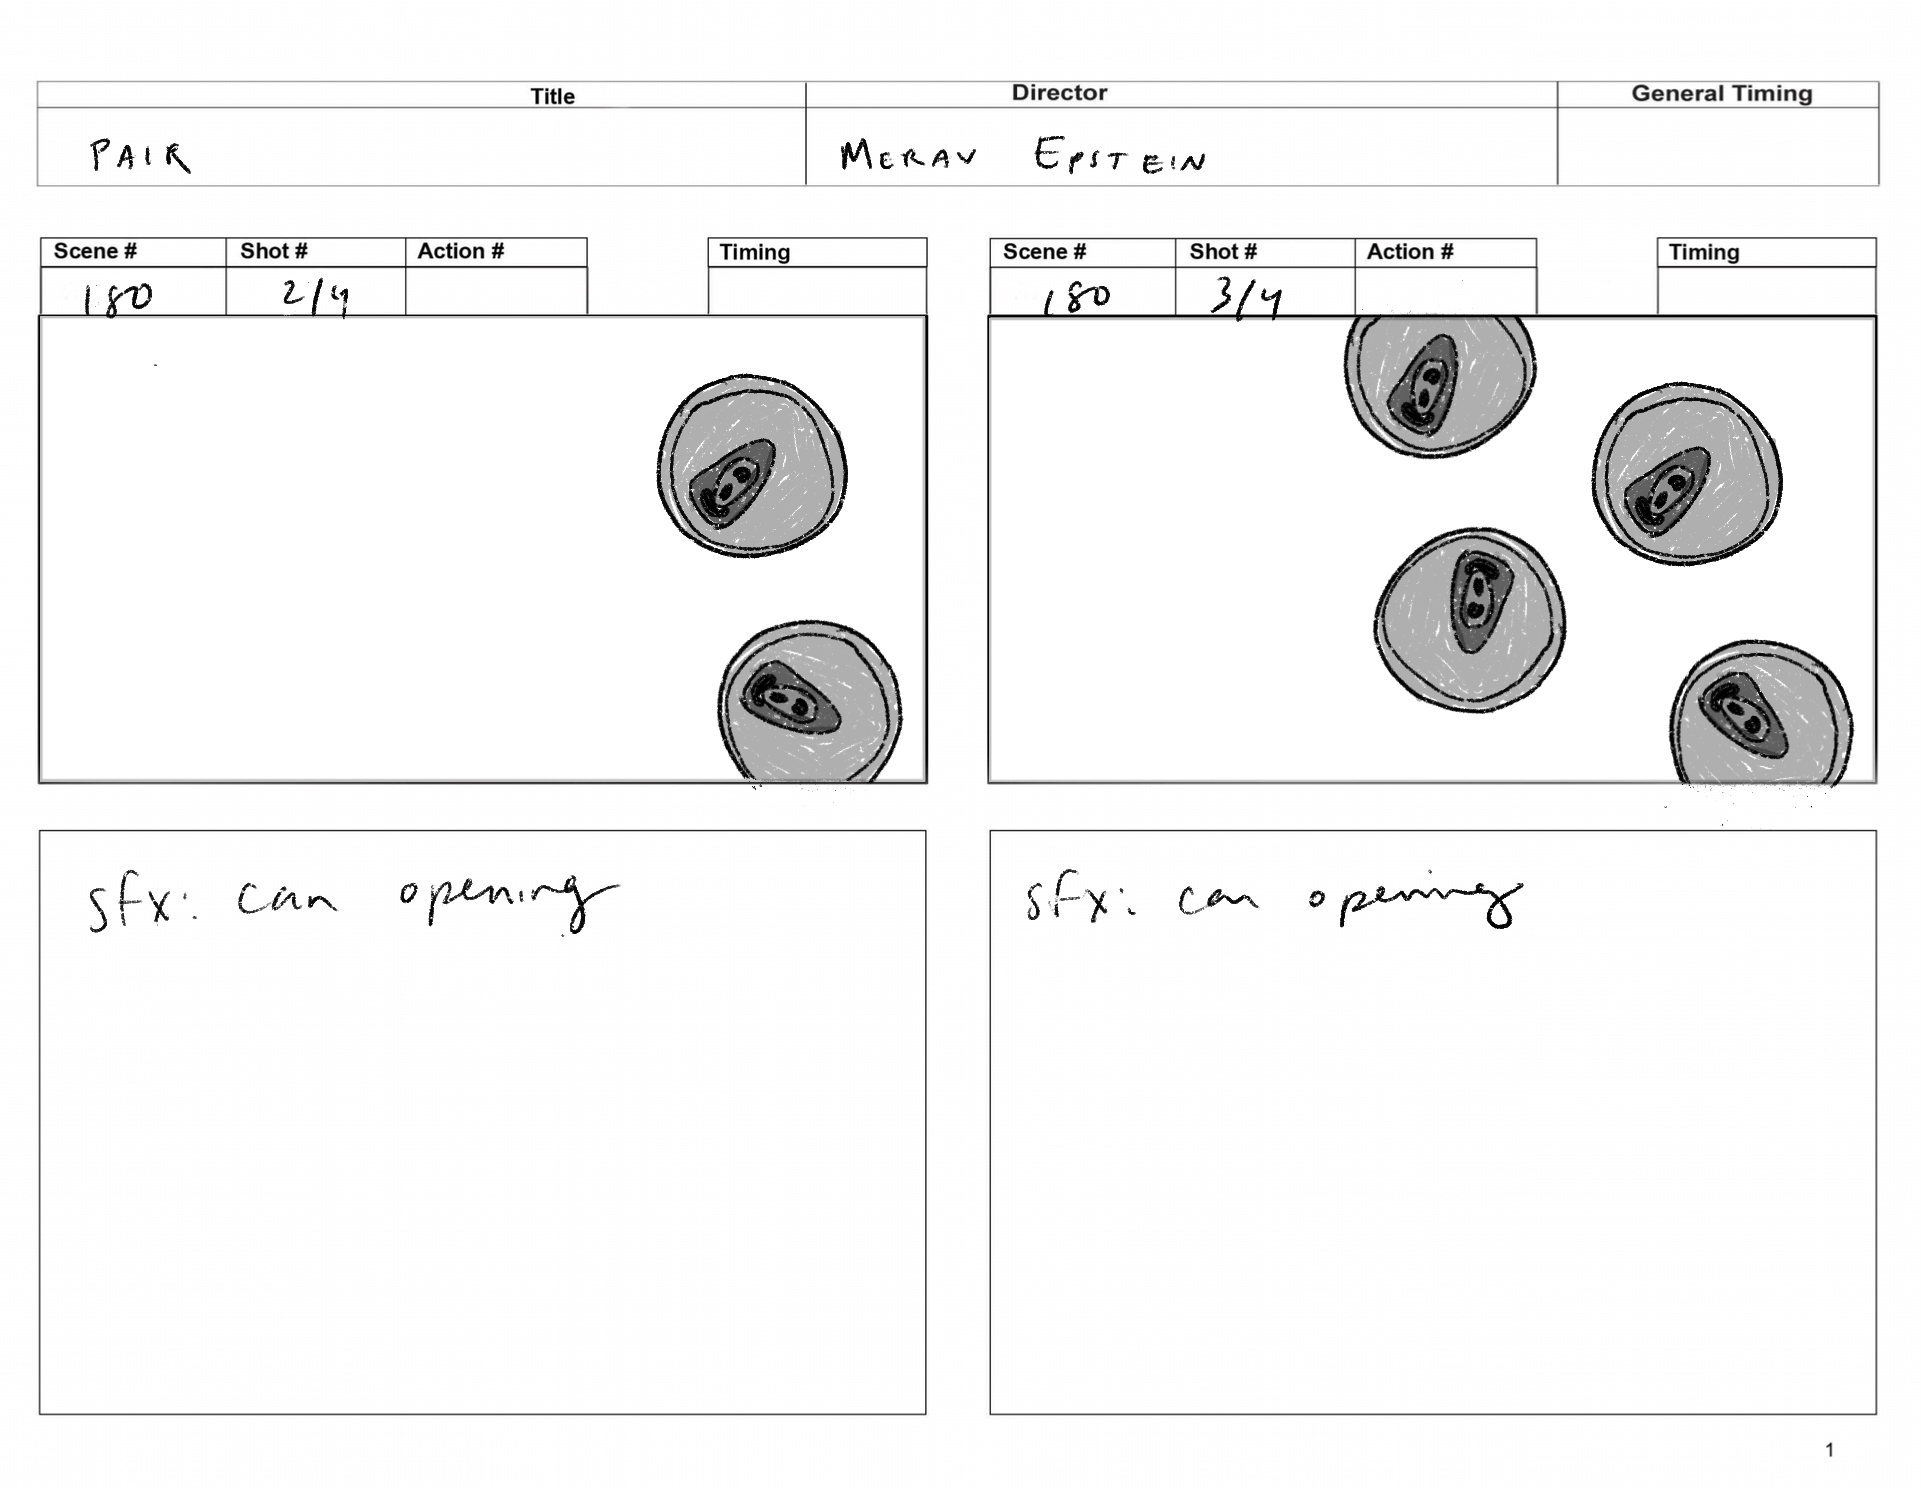 Title Director General Timing
PAIR MERAV EPSTEIN
Scene # Shot # Action # Timing
180 2/4
sfx: can opening
Scene # Shot # Action # Timing
180 3/4
sfx: can opening
1